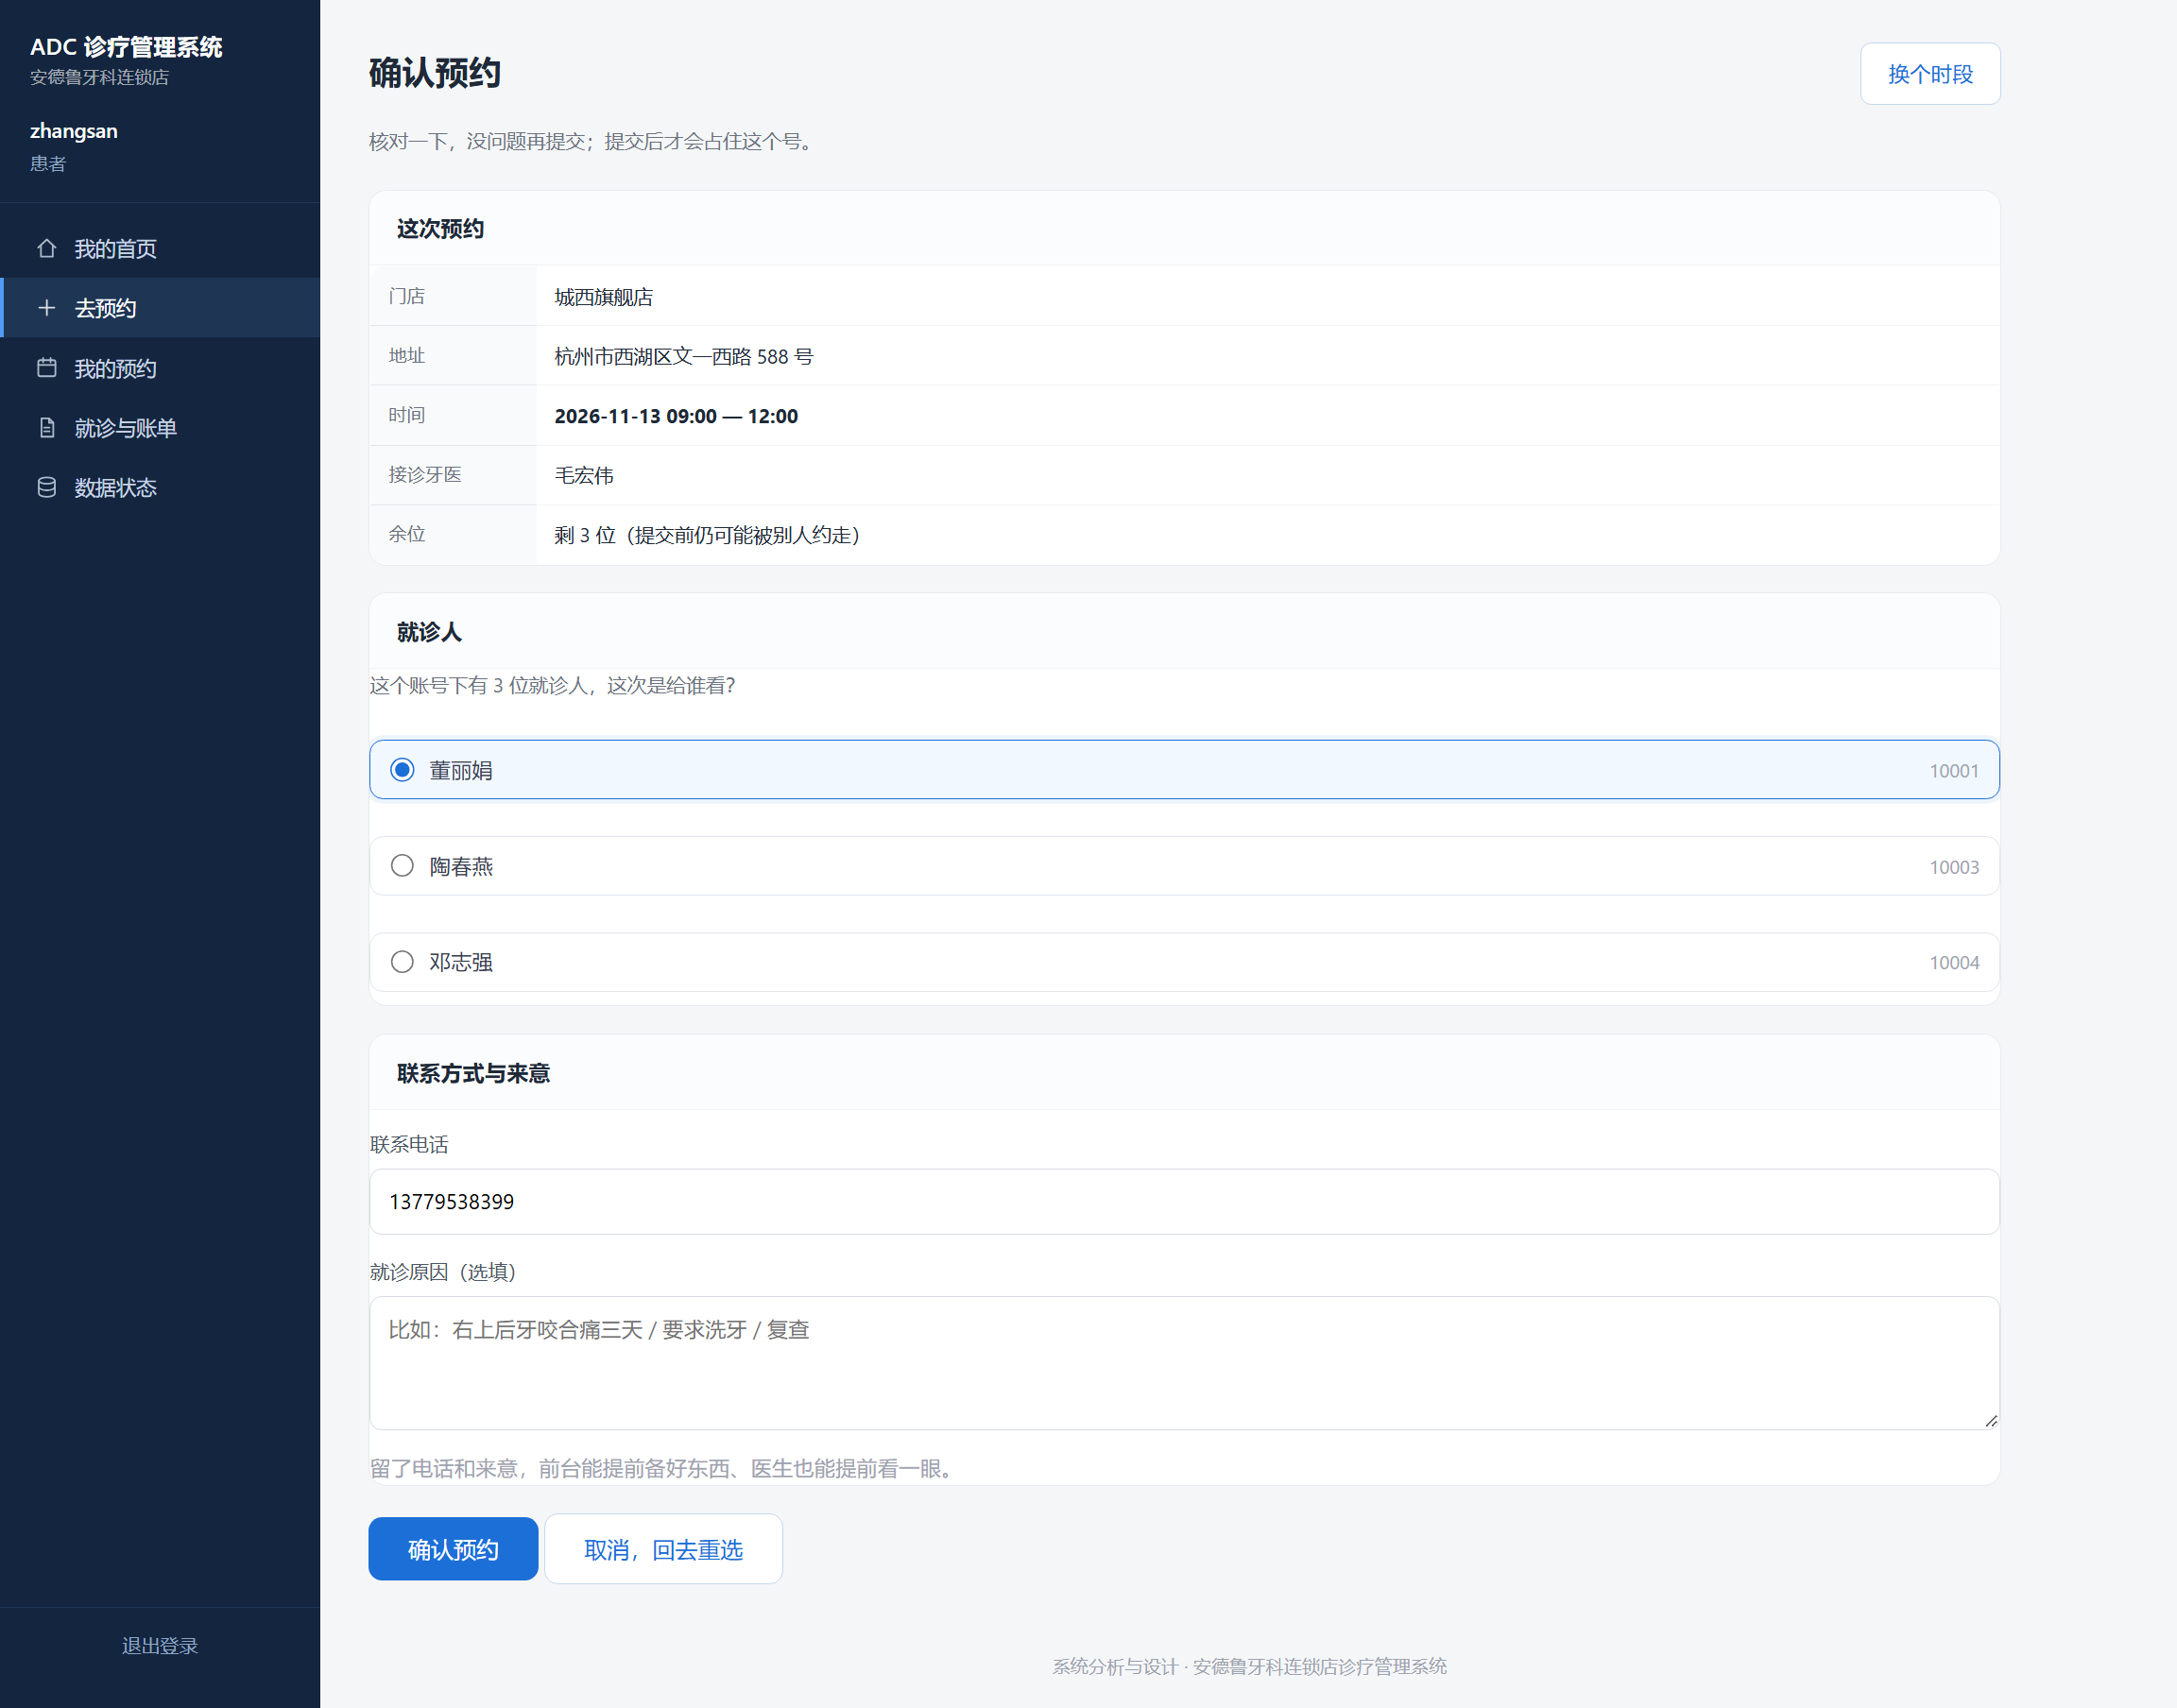 ADC 诊疗管理系统
安德鲁牙科连锁店
zhangsan
患者
我的首页
去预约
我的预约
就诊与账单
数据状态
退出登录
确认预约
换个时段
核对一下，没问题再提交；提交后才会占住这个号。
这次预约
门店 城西旗舰店
地址 杭州市西湖区文一西路 588 号
时间 2026-11-13 09:00 — 12:00
接诊牙医 毛宏伟
余位 剩 3 位（提交前仍可能被别人约走）
就诊人
这个账号下有 3 位就诊人，这次是给谁看？
董丽娟 10001
陶春燕 10003
邓志强 10004
联系方式与来意
联系电话
13779538399
就诊原因（选填）
比如：右上后牙咬合痛三天 / 要求洗牙 / 复查
留了电话和来意，前台能提前备好东西、医生也能提前看一眼。
确认预约 取消，回去重选
系统分析与设计 · 安德鲁牙科连锁店诊疗管理系统